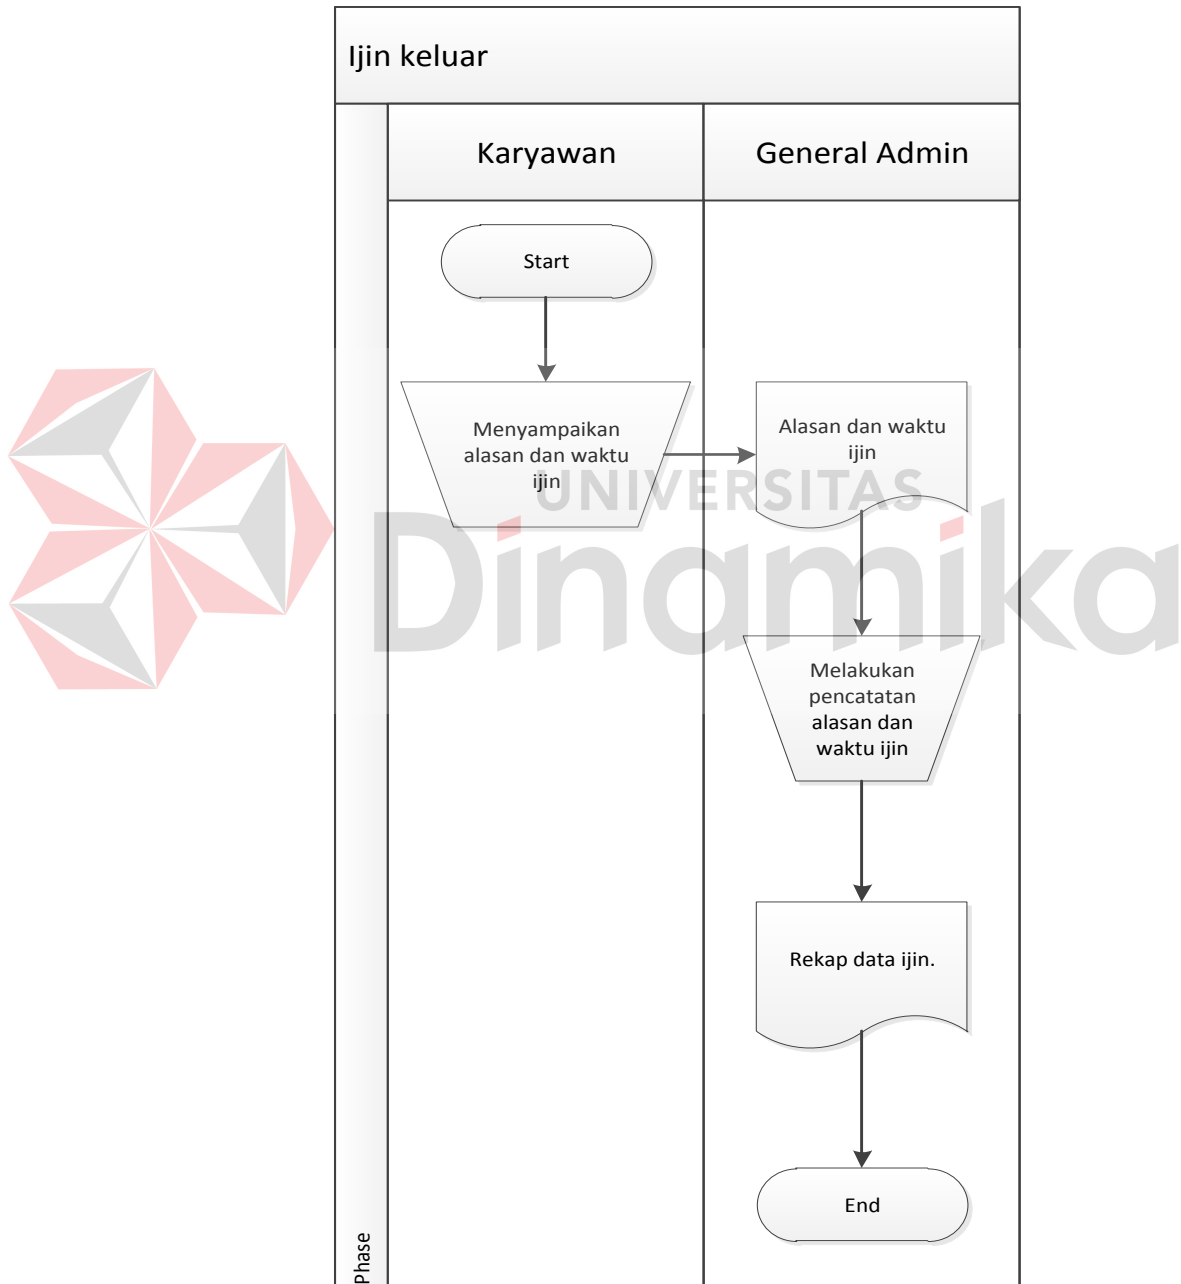 Ijin keluar
Karyawan
General Admin
Start
Menyampaikan
alasan dan waktu
ijin
Alasan dan waktu
ijin
UNIVERSITAS
Dinamika
Melakukan
pencatatan
alasan dan
waktu ijin
Rekap data ijin.
End
Phase